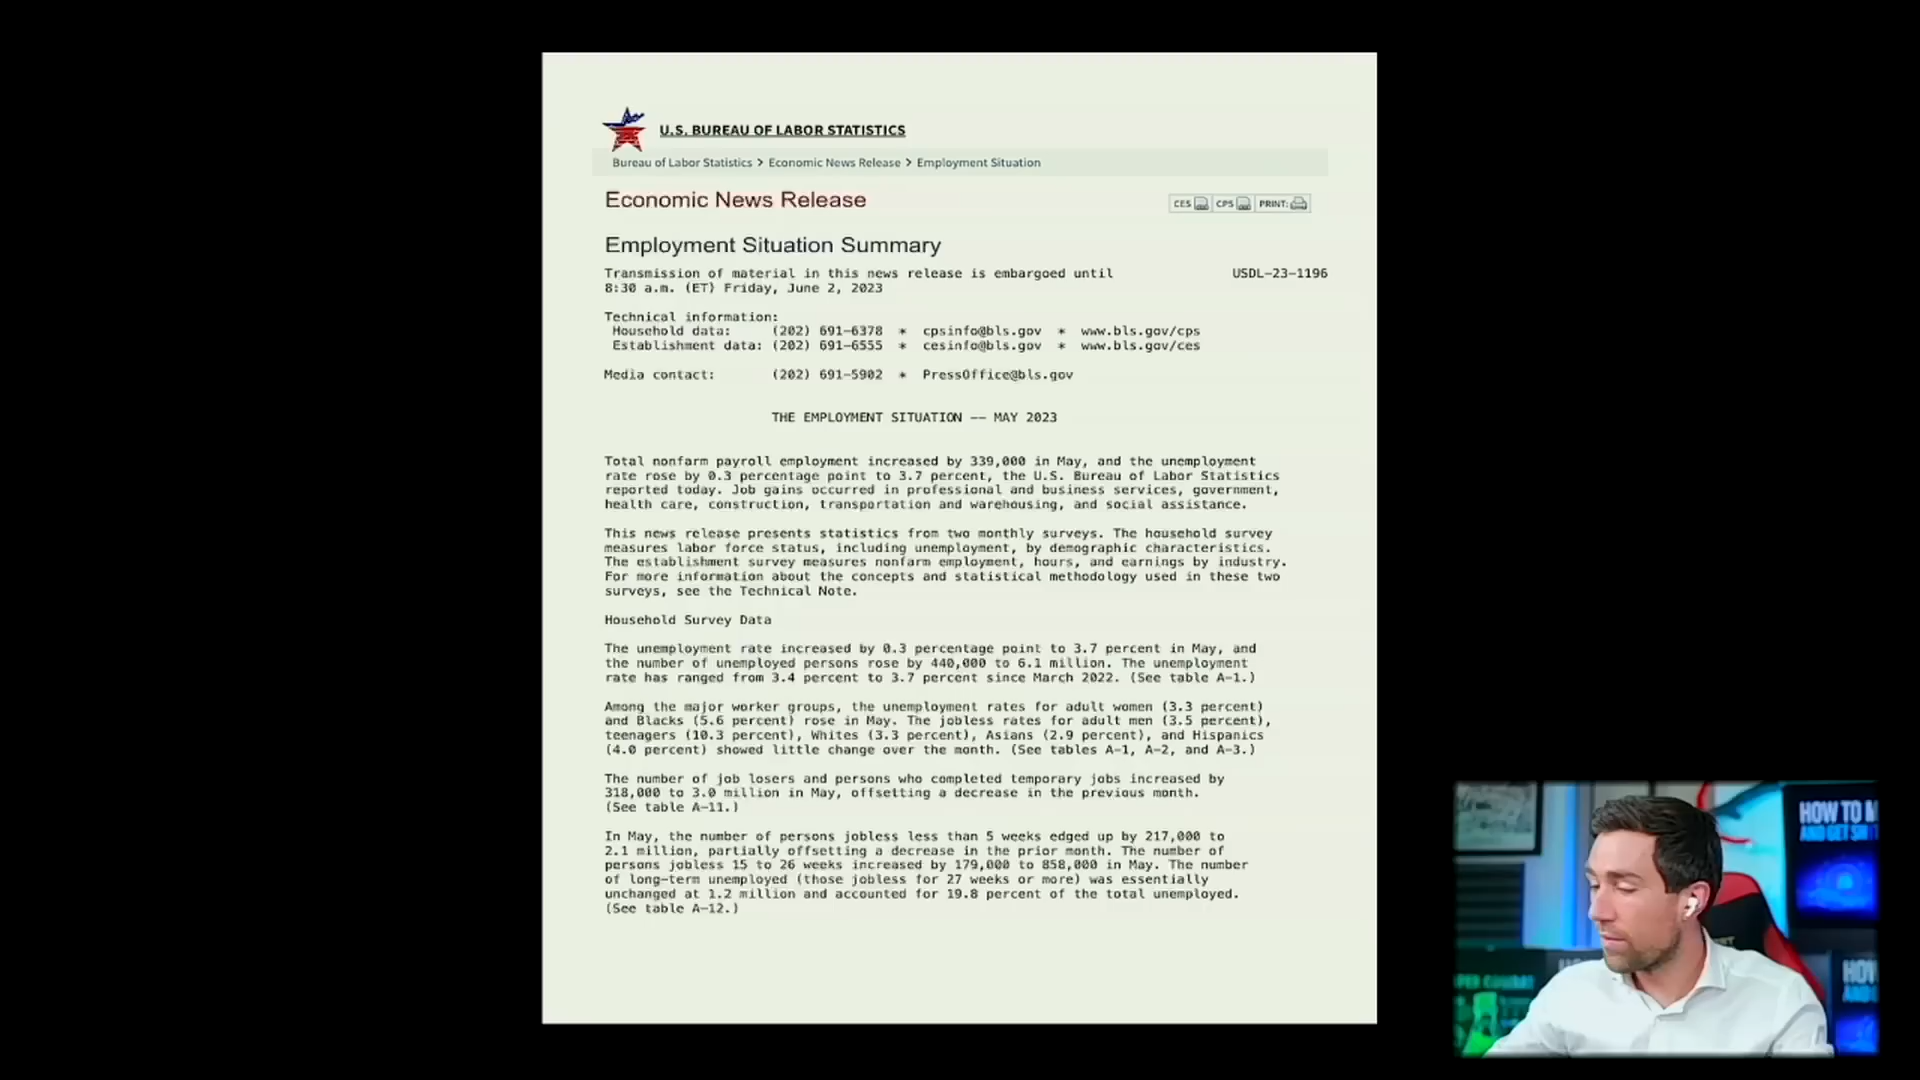 U.S. BUREAU OF LABOR STATISTICS
Bureau of Labor Statistics > Economic News Release > Employment Situation
Economic News Release
CES CPS PRINT:
Employment Situation Summary
Transmission of material in this news release is embargoed until USDL-23-1196
8:30 a.m. (ET) Friday, June 2, 2023
Technical information:
Household data: (202) 691-6378 * cpsinfo@bls.gov * www.bls.gov/cps
Establishment data: (202) 691-6555 * cesinfo@bls.gov * www.bls.gov/ces
Media contact: (202) 691-5902 * PressOffice@bls.gov
THE EMPLOYMENT SITUATION -- MAY 2023
Total nonfarm payroll employment increased by 339,000 in May, and the unemployment
rate rose by 0.3 percentage point to 3.7 percent, the U.S. Bureau of Labor Statistics
reported today. Job gains occurred in professional and business services, government,
health care, construction, transportation and warehousing, and social assistance.
This news release presents statistics from two monthly surveys. The household survey
measures labor force status, including unemployment, by demographic characteristics.
The establishment survey measures nonfarm employment, hours, and earnings by industry.
For more information about the concepts and statistical methodology used in these two
surveys, see the Technical Note.
Household Survey Data
The unemployment rate increased by 0.3 percentage point to 3.7 percent in May, and
the number of unemployed persons rose by 440,000 to 6.1 million. The unemployment
rate has ranged from 3.4 percent to 3.7 percent since March 2022. (See table A-1.)
Among the major worker groups, the unemployment rates for adult women (3.3 percent)
and Blacks (5.6 percent) rose in May. The jobless rates for adult men (3.5 percent),
teenagers (10.3 percent), Whites (3.3 percent), Asians (2.9 percent), and Hispanics
(4.0 percent) showed little change over the month. (See tables A-1, A-2, and A-3.)
The number of job losers and persons who completed temporary jobs increased by
318,000 to 3.0 million in May, offsetting a decrease in the previous month.
(See table A-11.)
In May, the number of persons jobless less than 5 weeks edged up by 217,000 to
2.1 million, partially offsetting a decrease in the prior month. The number of
persons jobless 15 to 26 weeks increased by 179,000 to 858,000 in May. The number
of long-term unemployed (those jobless for 27 weeks or more) was essentially
unchanged at 1.2 million and accounted for 19.8 percent of the total unemployed.
(See table A-12.)
HOW TO M
AND GET